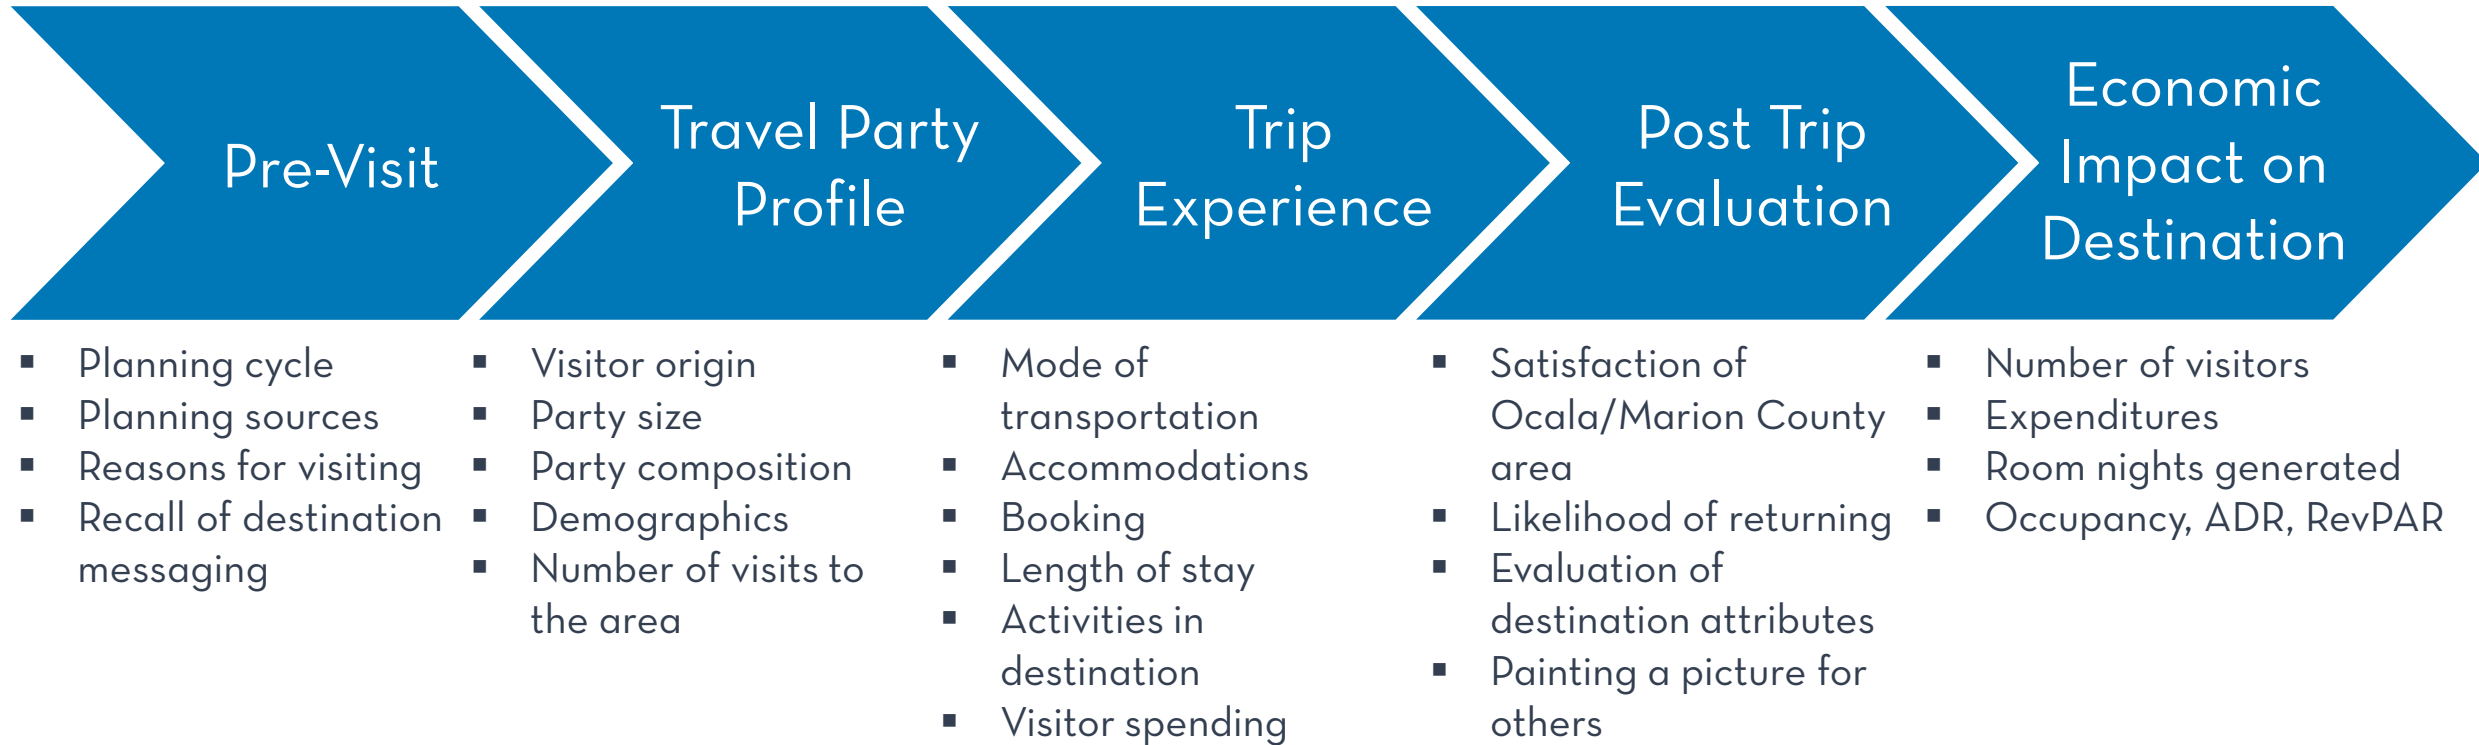 Pre-Visit
Travel Party
Profile
Trip
Experience
Post Trip
Evaluation
Economic
Impact on
Destination
▪ Planning cycle
▪ Planning sources
▪ Reasons for visiting
▪ Recall of destination
messaging
▪ Visitor origin
▪ Party size
▪ Party composition
▪ Demographics
▪ Number of visits to
the area
▪ Mode of
transportation
▪ Accommodations
▪ Booking
▪ Length of stay
▪ Activities in
destination
▪ Visitor spending
▪ Satisfaction of
Ocala/Marion County
area
▪ Likelihood of returning
▪ Evaluation of
destination attributes
▪ Painting a picture for
others
▪ Number of visitors
▪ Expenditures
▪ Room nights generated
▪ Occupancy, ADR, RevPAR